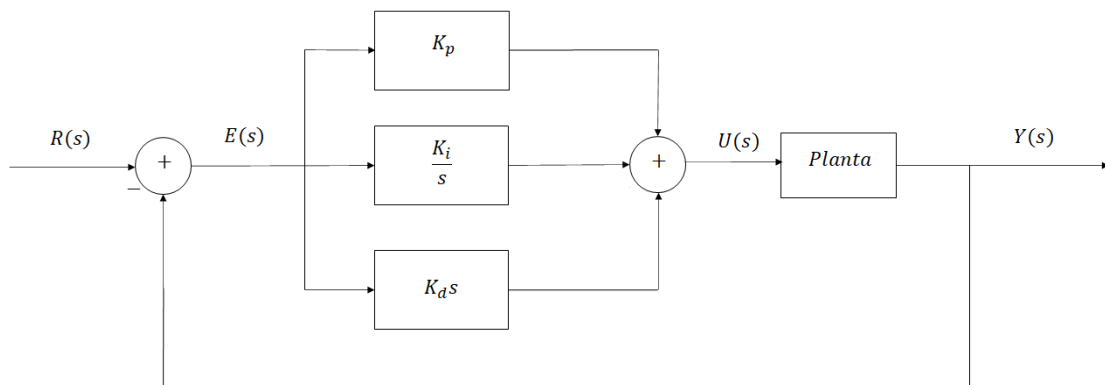 K_p
R(s)
+
−
E(s)
K_i
s
+
U(s)
Planta
Y(s)
K_d s